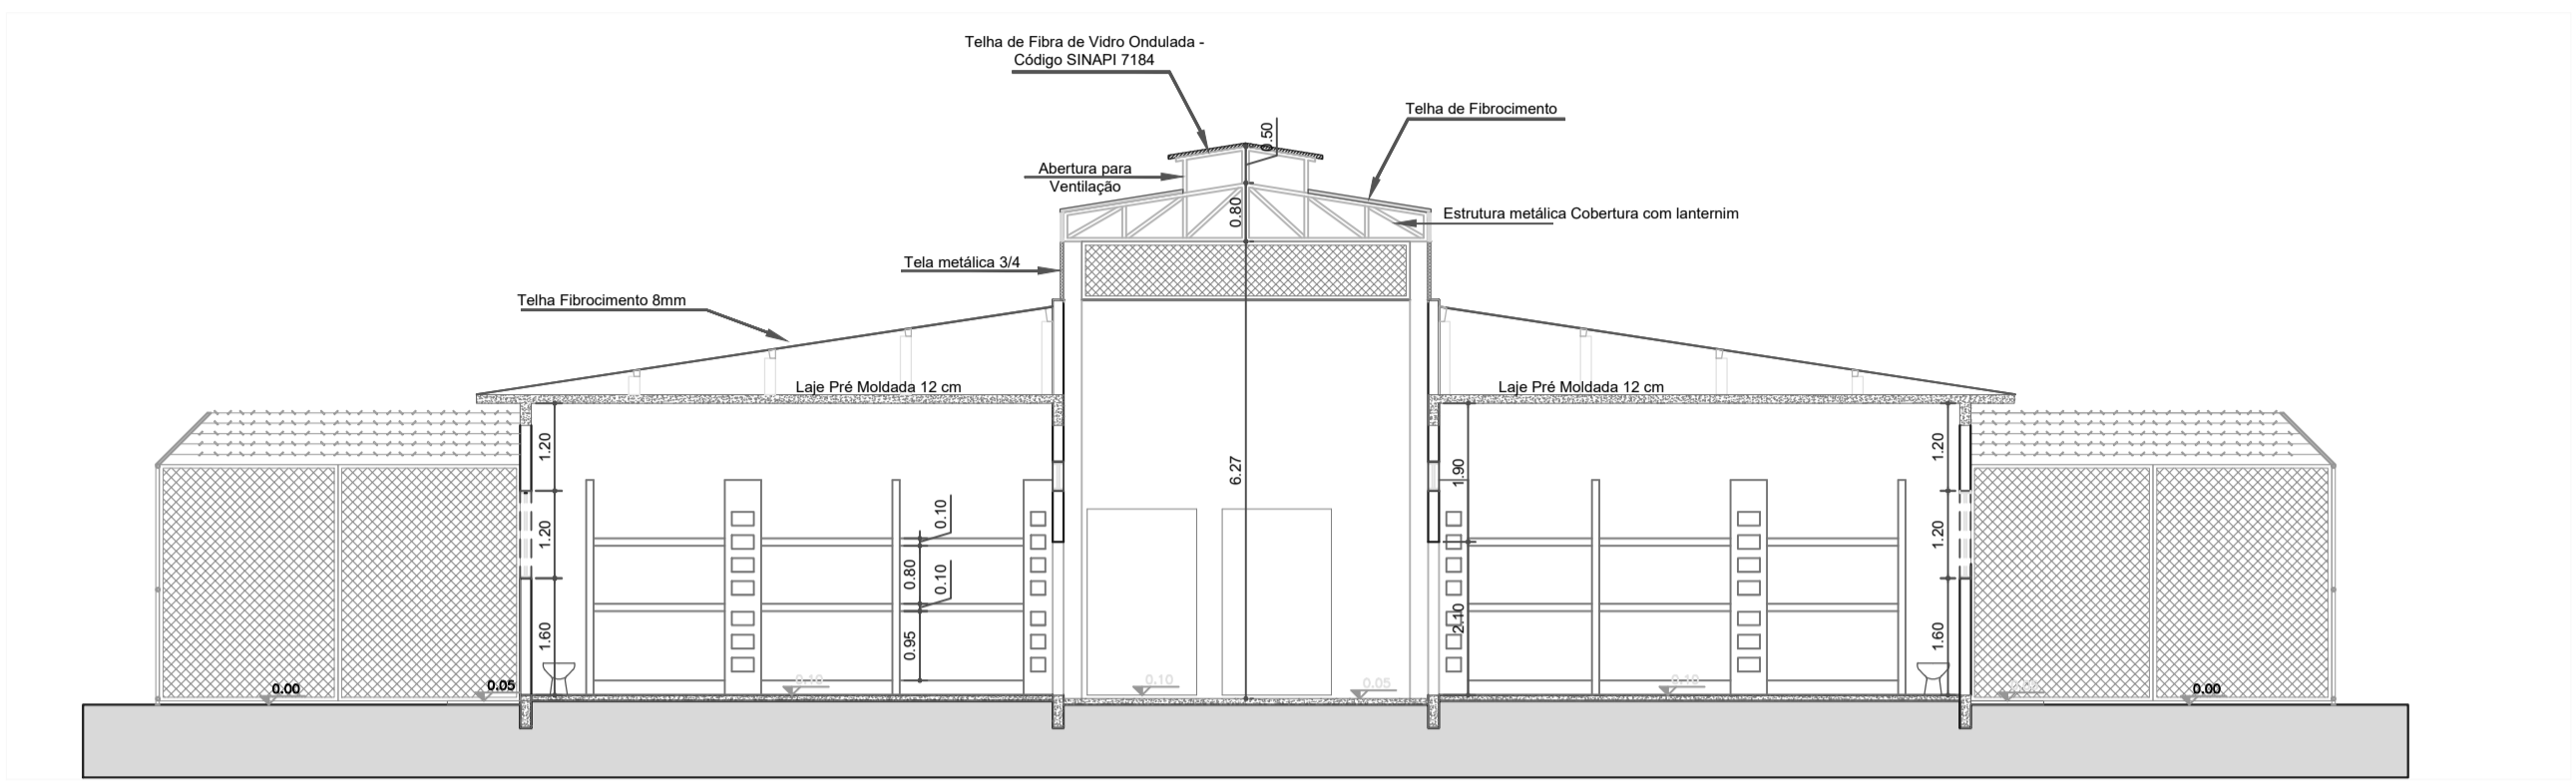 Telha de Fibra de Vidro Ondulada -
Código SINAPI 7184
Telha de Fibrocimento
0.50
Abertura para
Ventilação
0.80
Estrutura metálica Cobertura com lanternim
Tela metálica 3/4
Telha Fibrocimento 8mm
Laje Pré Moldada 12 cm
Laje Pré Moldada 12 cm
1.20
1.20
1.60
0.10
0.80
0.10
0.95
6.27
1.90
2.10
1.20
1.20
1.60
0.00
0.05
0.10
0.10
0.05
0.10
0.00